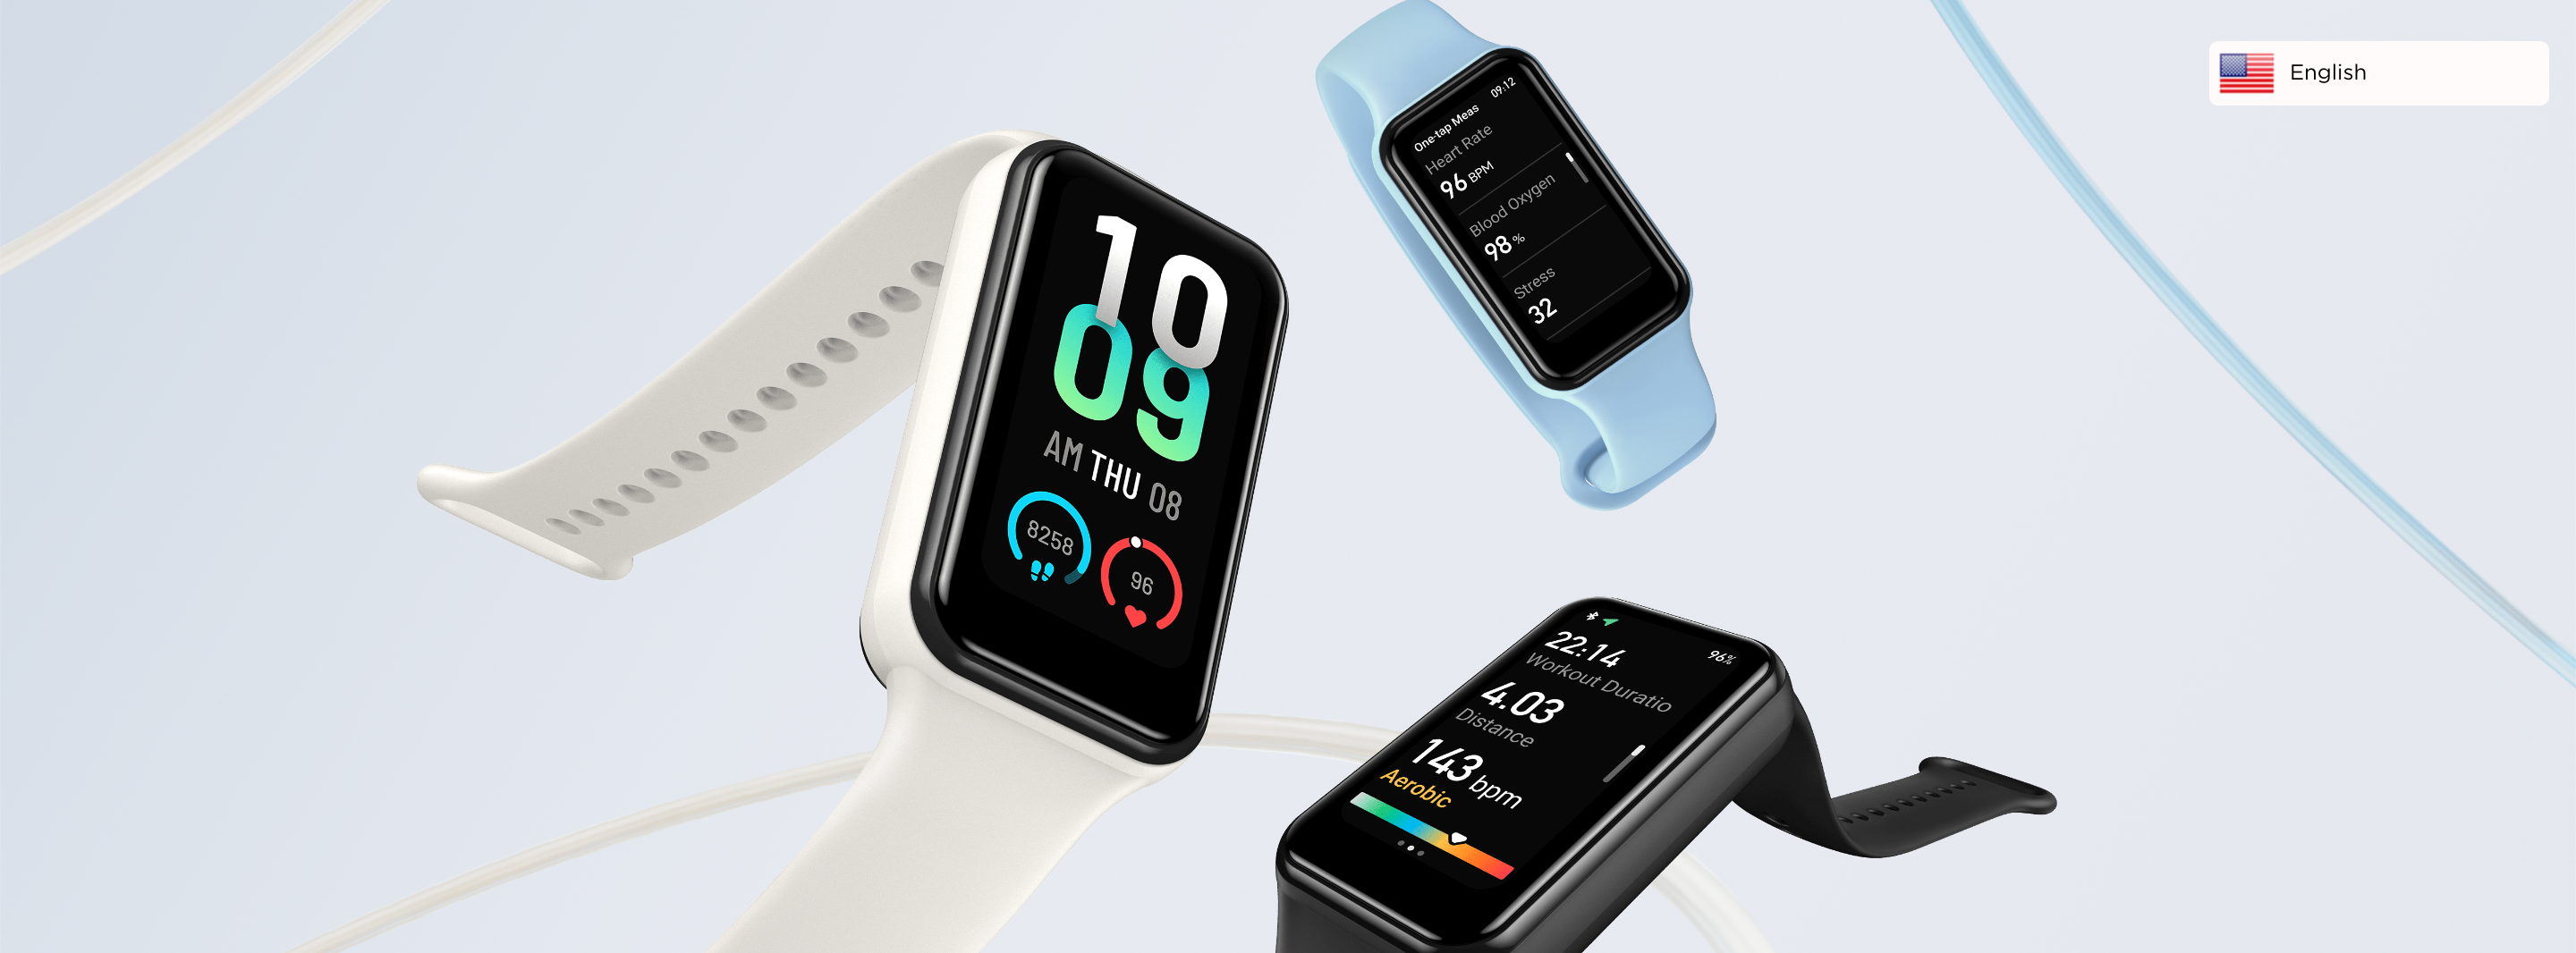 English
10
09
AM THU 08
8258
96
09:12
One-tap Meas
Heart Rate
96 BPM
Blood Oxygen
98 %
Stress
32
96%
22:14
Workout Duratio
4.03
Distance
143 bpm
Aerobic